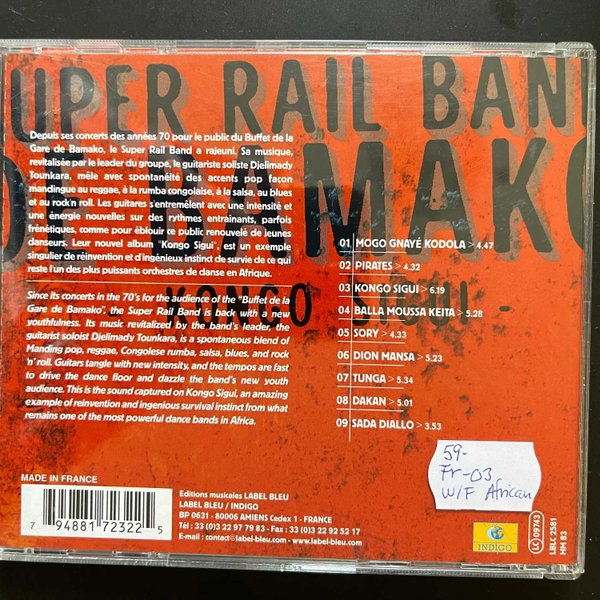 SUPER RAIL BAND
DE BAMAKO
- KONGO SIGUI -
Depuis ses concerts des années 70 pour le public du Buffet de la
Gare de Bamako, le Super Rail Band a rajeuni. Sa musique,
revitalisée par le leader du groupe, le guitariste soliste Djelimady
Tounkara, mêle avec spontanéité des accents pop façon
mandingue au reggae, à la rumba congolaise, à la salsa, au blues
et au rock'n roll. Les guitares s'entremêlent avec une intensité et
une énergie nouvelles sur des rythmes entraînants, parfois
frénétiques, comme pour éblouir ce public renouvelé de jeunes
danseurs. Leur nouvel album "Kongo Sigui", est un exemple
singulier de réinvention et d'ingénieux instinct de survie de ce qui
reste l'un des plus puissants orchestres de danse en Afrique.
Since its concerts in the 70's for the audience of the "Buffet de la
Gare de Bamako", the Super Rail Band is back with a new
youthfulness. Its music revitalized by the band's leader, the
guitarist soloist Djelimady Tounkara, is a spontaneous blend of
Manding pop, reggae, Congolese rumba, salsa, blues, and rock
'n' roll. Guitars tangle with new intensity, and the tempos are fast
to drive the dance floor and dazzle the band's new youth
audience. This is the sound captured on Kongo Sigui, an amazing
example of reinvention and ingenious survival instinct from what
remains one of the most powerful dance bands in Africa.
01 MOGO GNAYÉ KODOLA > 4.47
02 PIRATES > 4.32
03 KONGO SIGUI > 6.19
04 BALLA MOUSSA KEITA > 5.28
05 SORY > 4.33
06 DION MANSA > 5.23
07 TUNGA > 5.34
08 DAKAN > 5.01
09 SADA DIALLO > 3.53
59-
Fr-03
W/F African
MADE IN FRANCE
7 94881 72322 5
Editions musicales LABEL BLEU
LABEL BLEU / INDIGO
BP 0631 - 80006 AMIENS Cedex 1 - FRANCE
Tél : 33 (0)3 22 97 79 83 - Fax : 33 (0)3 22 92 52 17
E-mail : contact@label-bleu.com - www.label-bleu.com
INDIGO
LC 09743
LBLC 2581
HM 83